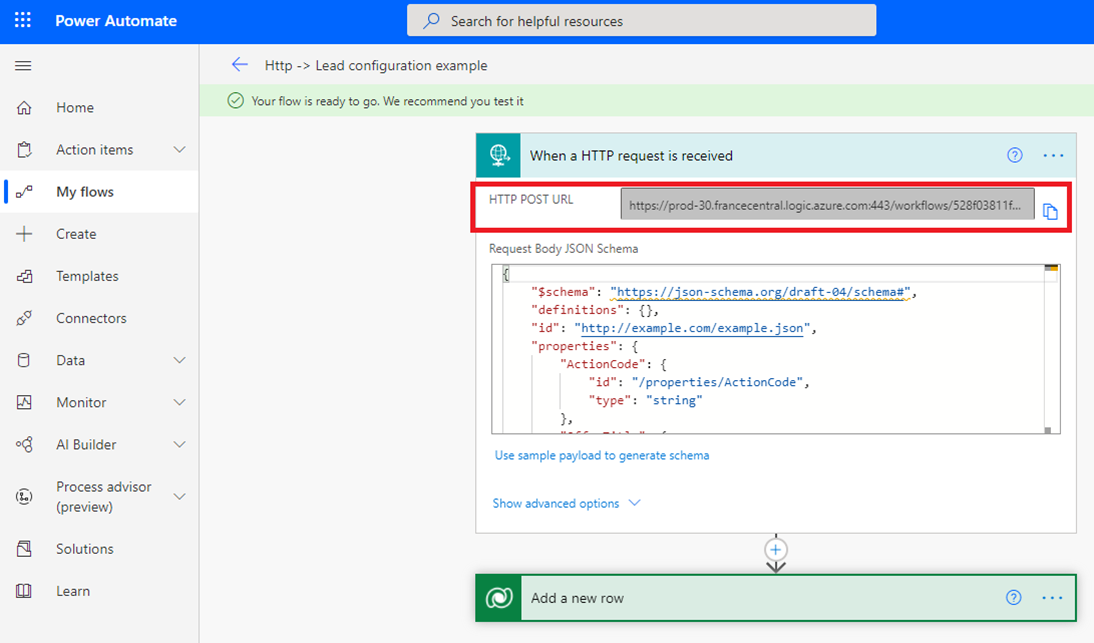 Power Automate
Search for helpful resources
Http -> Lead configuration example
Your flow is ready to go. We recommend you test it
Home
Action items
My flows
Create
Templates
Connectors
Data
Monitor
AI Builder
Process advisor
(preview)
Solutions
Learn
When a HTTP request is received
HTTP POST URL
https://prod-30.francecentral.logic.azure.com:443/workflows/528f03811f...
Request Body JSON Schema
{
"$schema": "https://json-schema.org/draft-04/schema#",
"definitions": {},
"id": "http://example.com/example.json",
"properties": {
"ActionCode": {
"id": "/properties/ActionCode",
"type": "string"
},
Use sample payload to generate schema
Show advanced options
Add a new row